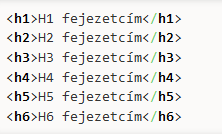 <h1>H1 fejezetcím</h1>
<h2>H2 fejezetcím</h2>
<h3>H3 fejezetcím</h3>
<h4>H4 fejezetcím</h4>
<h5>H5 fejezetcím</h5>
<h6>H6 fejezetcím</h6>